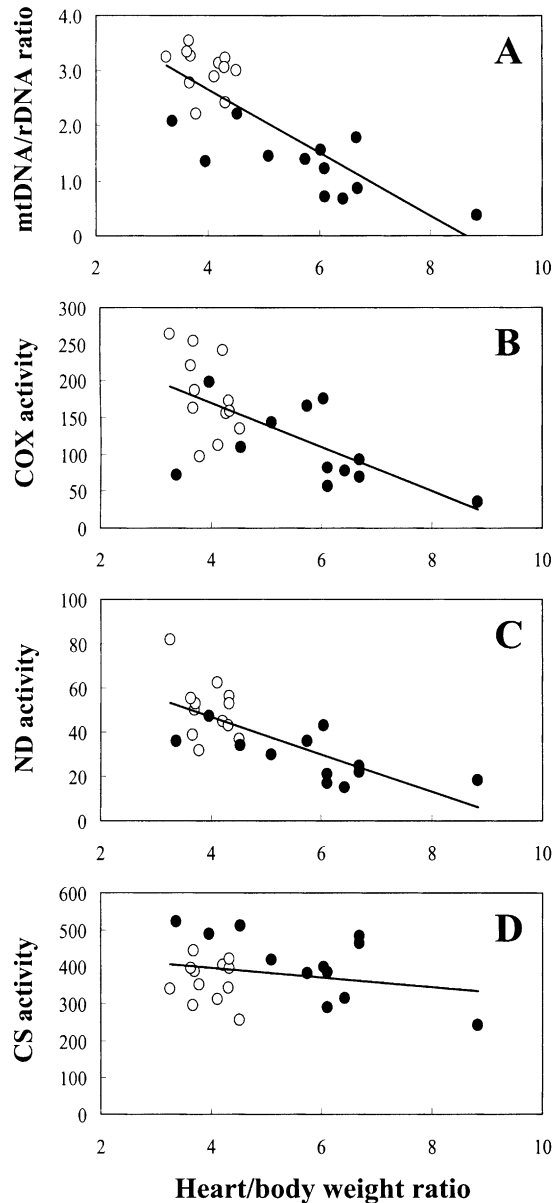 mtDNA/rDNA ratio
4.0
3.0
2.0
1.0
0
A
2 4 6 8 10
COX activity
300
250
200
150
100
50
0
B
2 4 6 8 10
ND activity
100
80
60
40
20
0
C
2 4 6 8 10
CS activity
600
500
400
300
200
100
0
D
2 4 6 8 10
Heart/body weight ratio